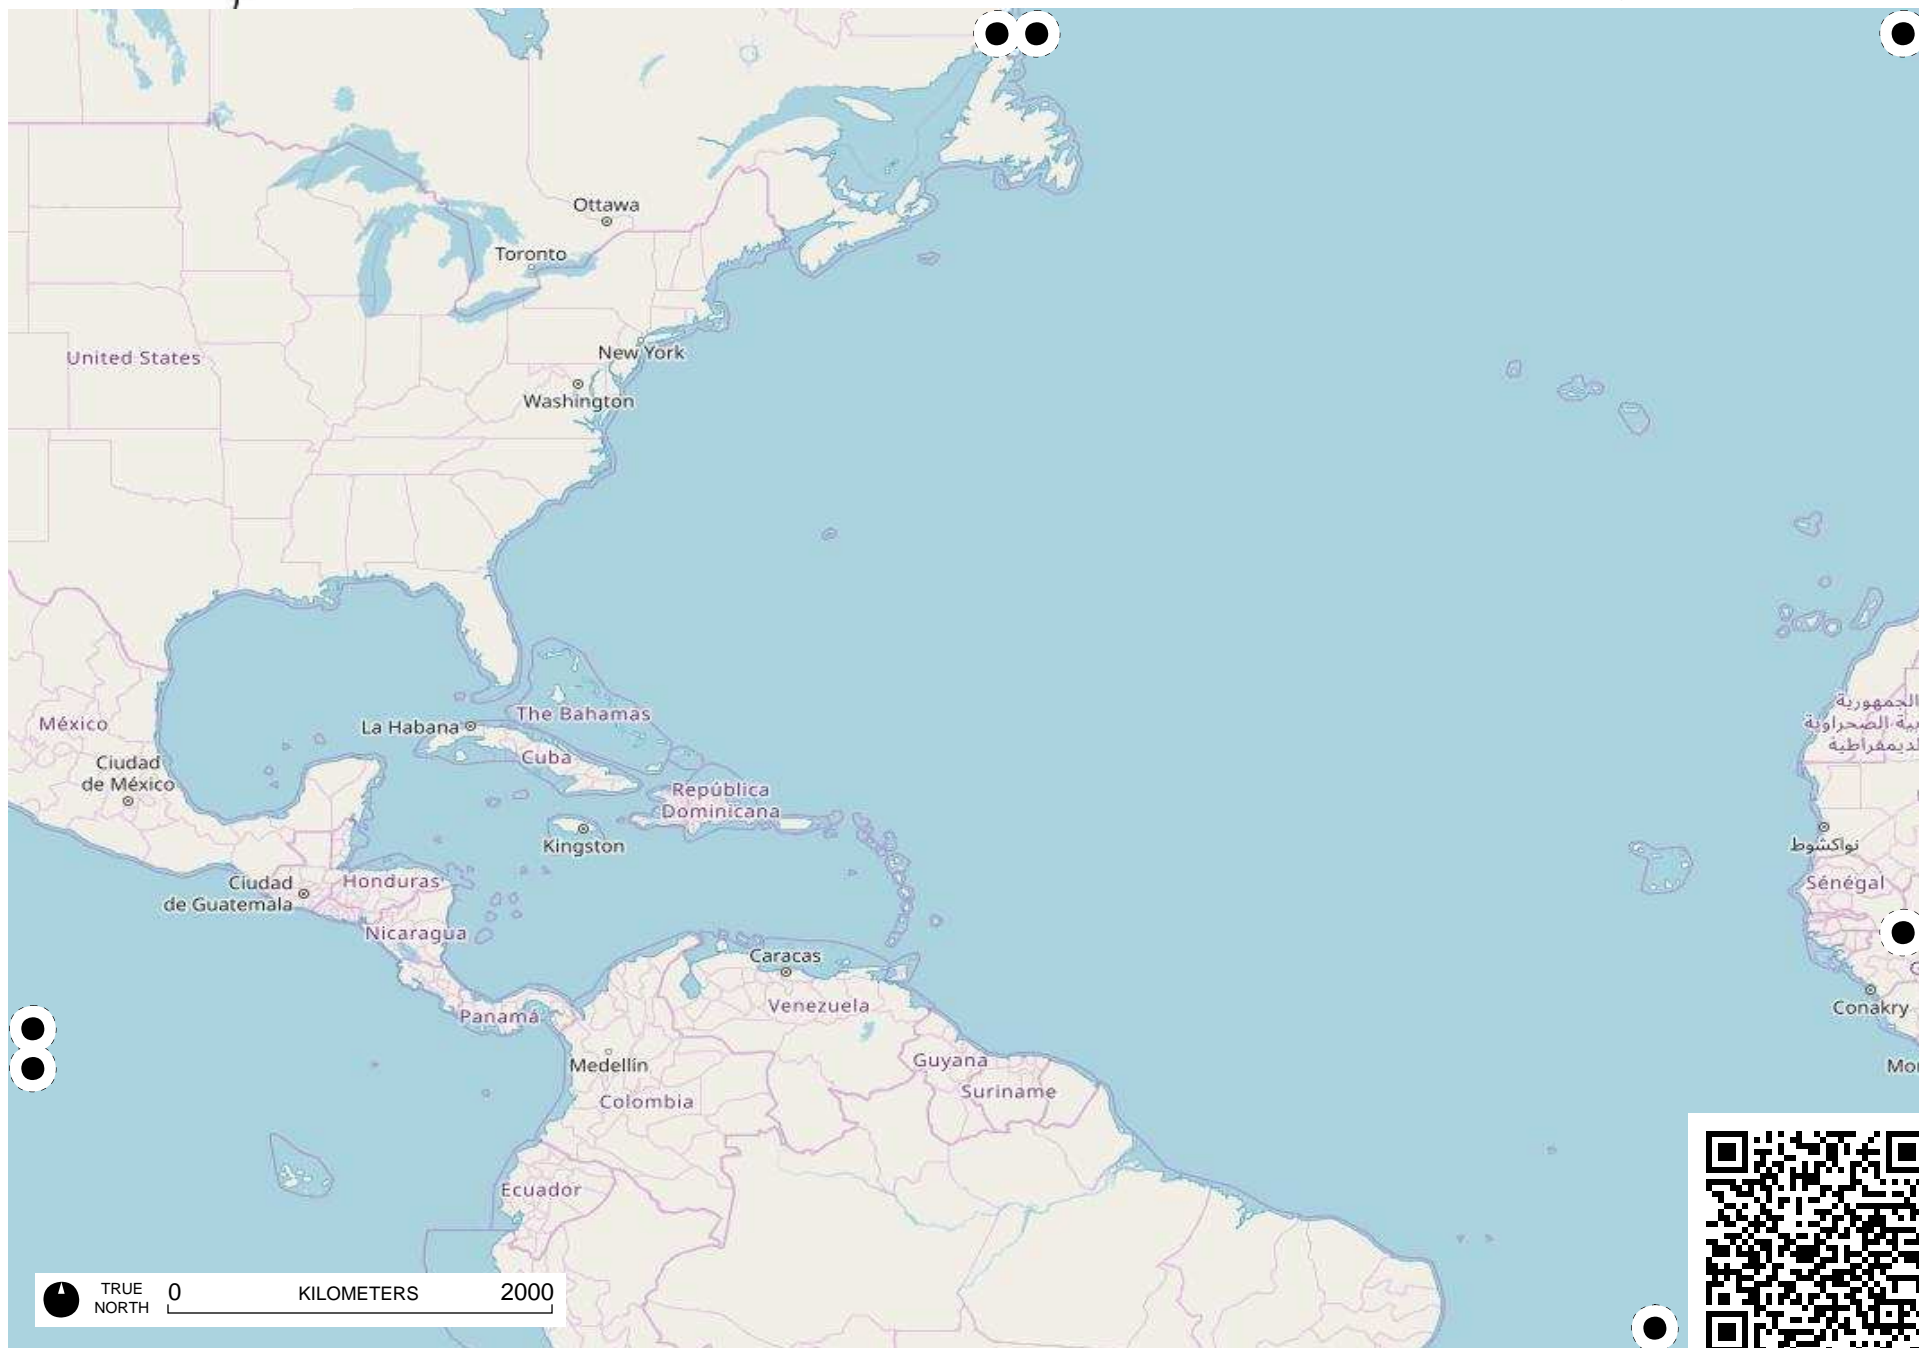 Ottawa
Toronto
United States
New York
Washington
الجمهورية
الديمقراطية
México
La Habana
The Bahamas
Ciudad
de México
Cuba
República
Dominicana
Kingston
نواكشوط
Ciudad
de Guatemala
Honduras
Sénégal
Nicaragua
Caracas
Venezuela
Conakry
Panamá
Medellín
Guyana
Suriname
Colombia
Ecuador
TRUE
NORTH
0 KILOMETERS 2000